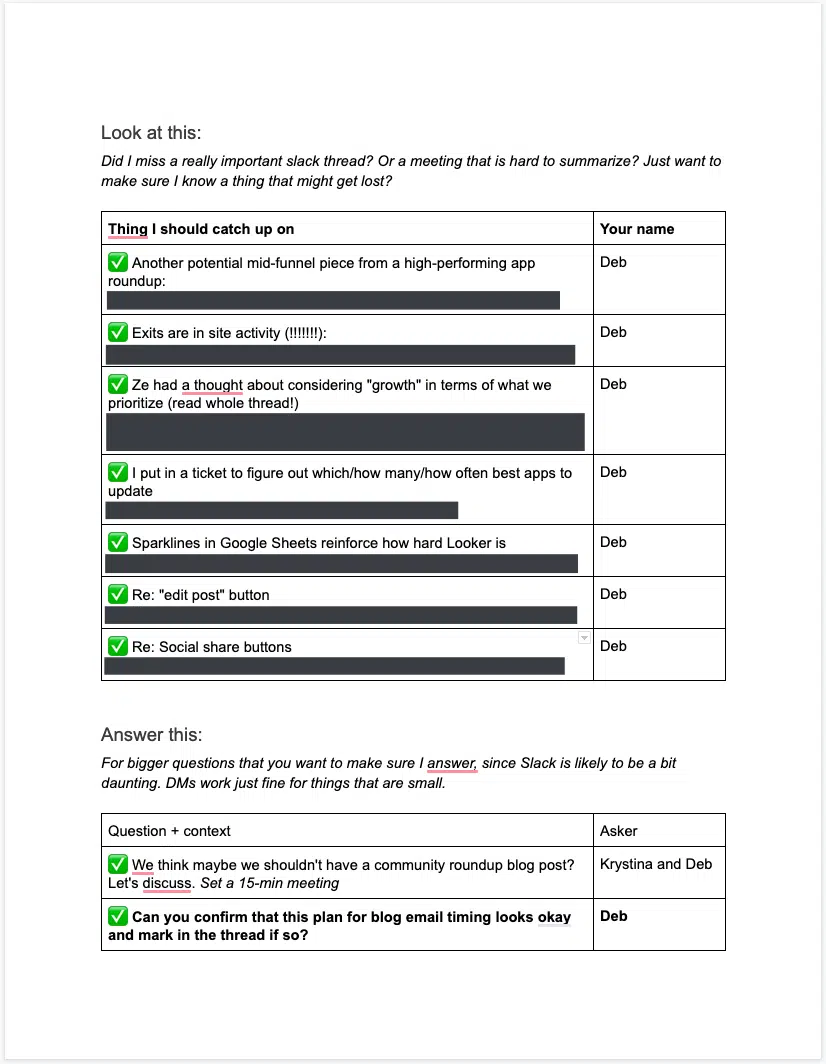 Look at this:
Did I miss a really important slack thread? Or a meeting that is hard to summarize? Just want to
make sure I know a thing that might get lost?
Thing I should catch up on
Your name
✅ Another potential mid-funnel piece from a high-performing app
roundup:
Deb
✅ Exits are in site activity (!!!!!!!):
Deb
✅ Ze had a thought about considering "growth" in terms of what we
prioritize (read whole thread!)
Deb
✅ I put in a ticket to figure out which/how many/how often best apps to
update
Deb
✅ Sparklines in Google Sheets reinforce how hard Looker is
Deb
✅ Re: "edit post" button
Deb
✅ Re: Social share buttons
Deb
Answer this:
For bigger questions that you want to make sure I answer, since Slack is likely to be a bit
daunting. DMs work just fine for things that are small.
Question + context
Asker
✅ We think maybe we shouldn't have a community roundup blog post?
Let's discuss. Set a 15-min meeting
Krystina and Deb
✅ Can you confirm that this plan for blog email timing looks okay
and mark in the thread if so?
Deb